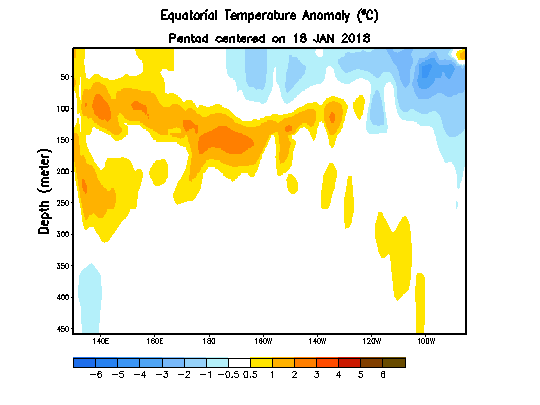 Equatorial Temperature Anomaly (°C)
Pentad centered on 18 JAN 2018
Depth (meter)
50
100
150
200
250
300
350
400
450
140E 160E 180 160W 140W 120W 100W
-6 -5 -4 -3 -2 -1 -0.5 0.5 1 2 3 4 5 6